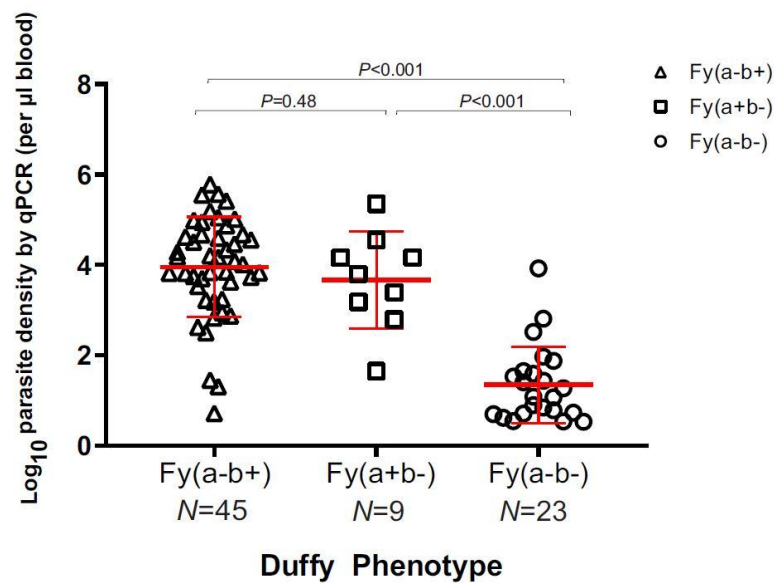 Log10 parasite density by qPCR (per µl blood)
8
6
4
2
0
P<0.001
P=0.48
P<0.001
Fy(a-b+)
Fy(a+b-)
Fy(a-b-)
Fy(a-b+) Fy(a+b-) Fy(a-b-)
N=45 N=9 N=23
Duffy Phenotype